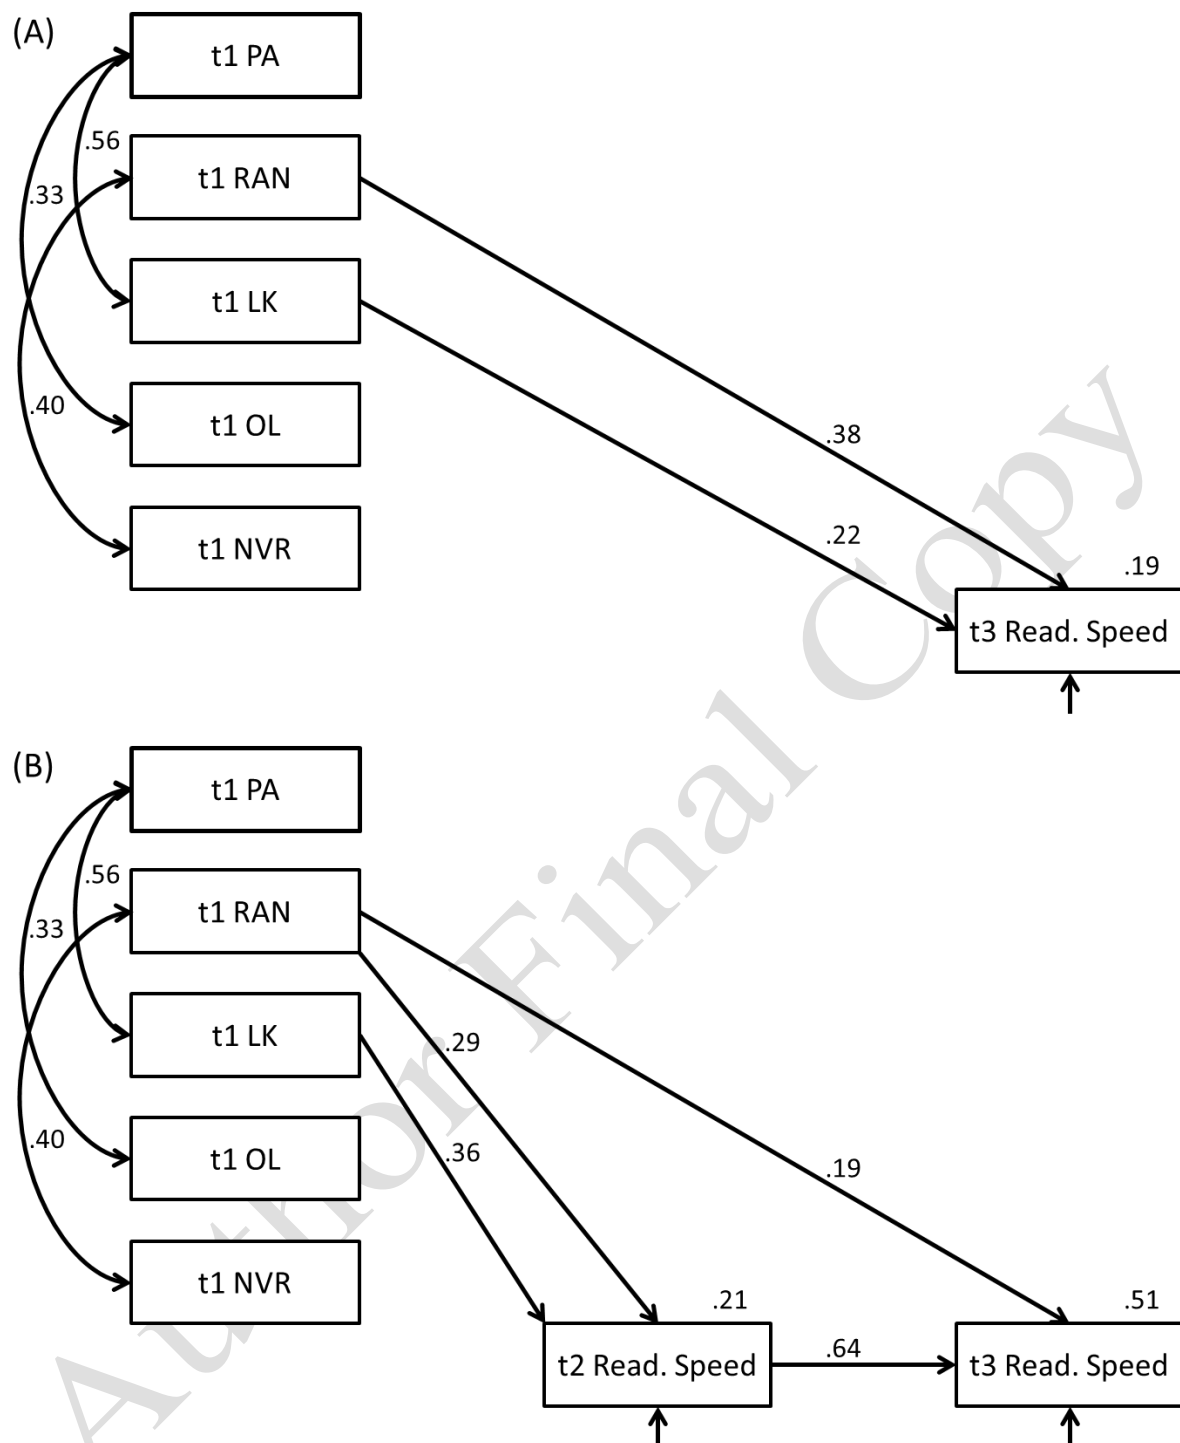 (A)
t1 PA
.56
t1 RAN
.33
t1 LK
.40
t1 OL
.38
t1 NVR
.22
.19
t3 Read. Speed
(B)
t1 PA
.56
t1 RAN
.33
t1 LK
.29
.40
t1 OL
.36
.19
t1 NVR
.21
.51
t2 Read. Speed
.64
t3 Read. Speed
Author Final Copy